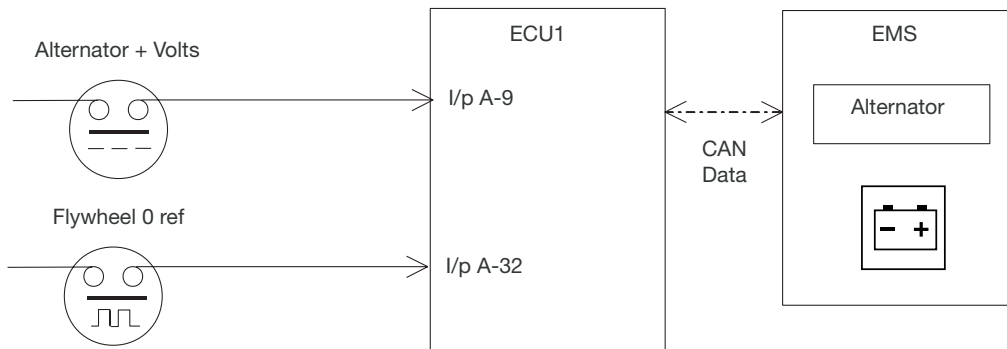 Alternator + Volts
ECU1
EMS
I/p A-9
Alternator
CAN
Data
Flywheel 0 ref
I/p A-32